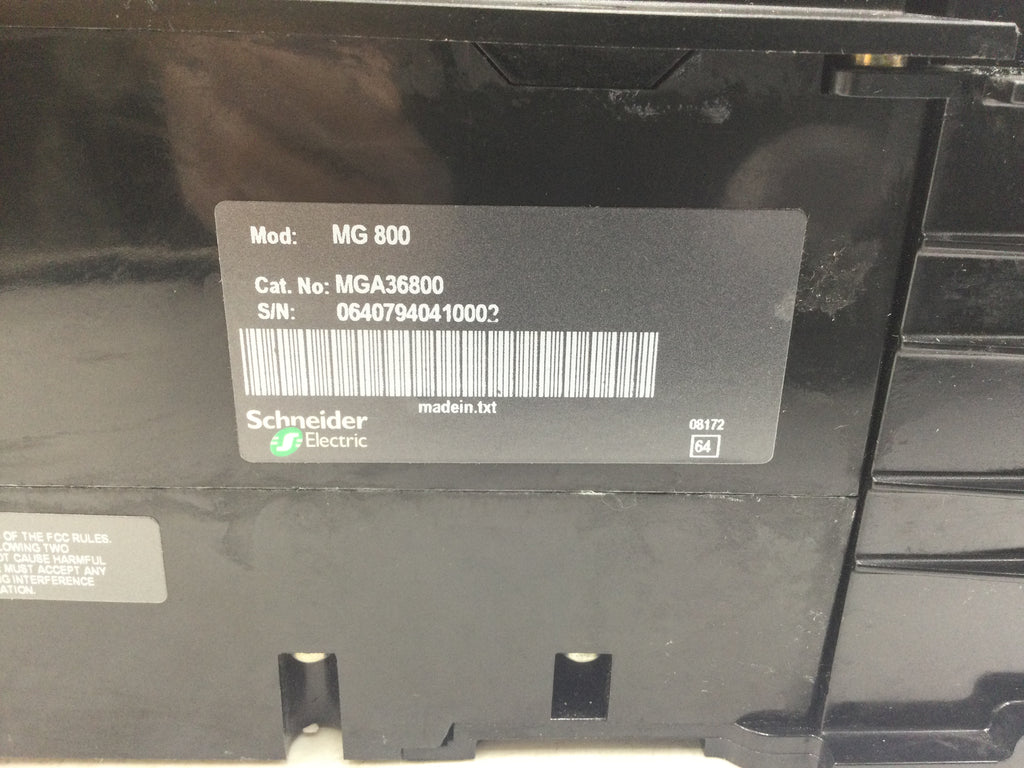 Mod: MG 800
Cat. No: MGA36800
S/N: 06407940410002
madein.txt
Schneider
Electric
08172
64
OF THE FCC RULES.
LOWING TWO
OT CAUSE HARMFUL
MUST ACCEPT ANY
INTERFERENCE
ATION.